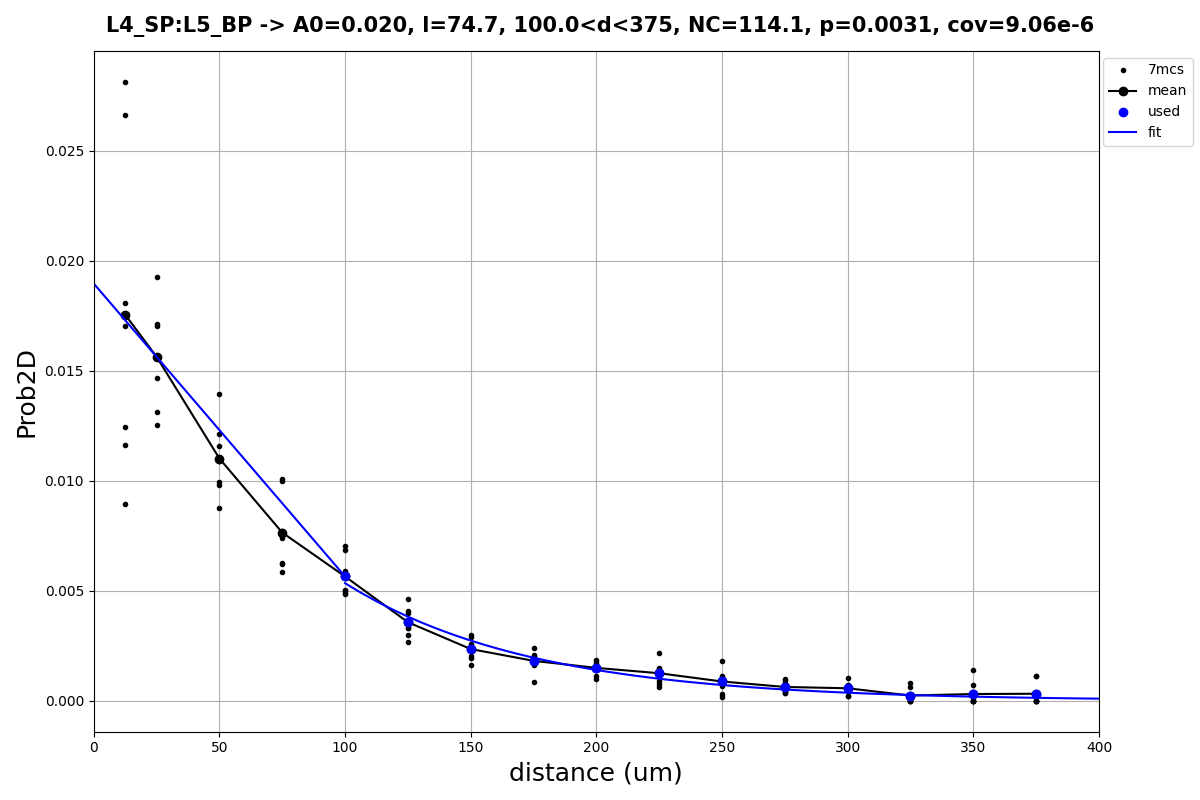 L4_SP:L5_BP -> A0=0.020, l=74.7, 100.0<d<375, NC=114.1, p=0.0031, cov=9.06e-6
7mcs
mean
used
fit
0.025
0.020
0.015
0.010
0.005
0.000
Prob2D
0 50 100 150 200 250 300 350 400
distance (um)